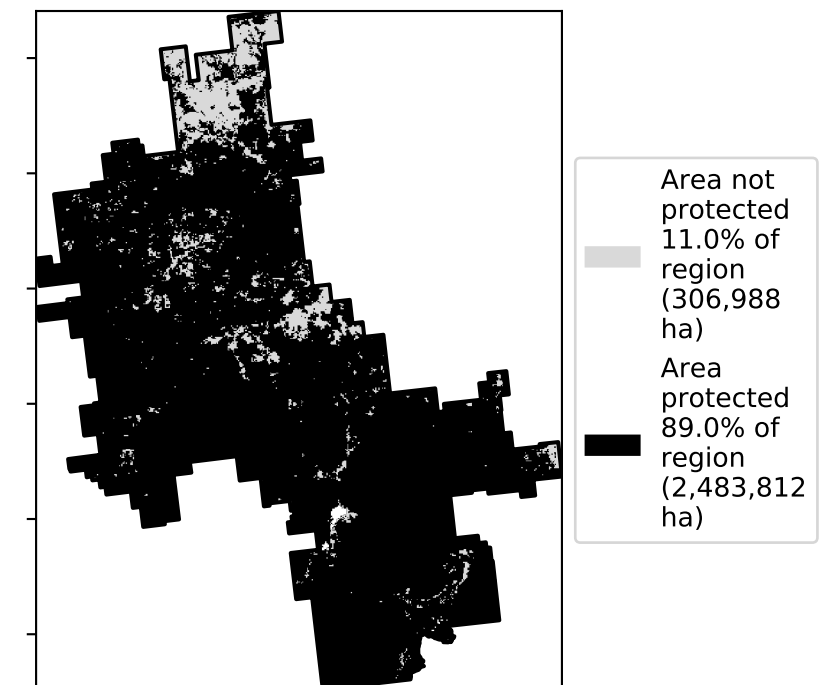 Area not
protected
11.0% of
region
(306,988
ha)
Area
protected
89.0% of
region
(2,483,812
ha)